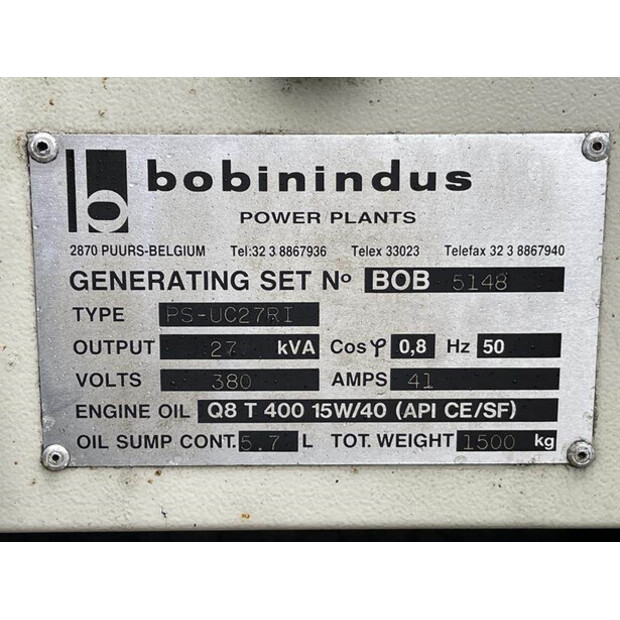 b bobinindus
POWER PLANTS
2870 PUURS-BELGIUM Tel:32 3 8867936 Telex 33023 Telefax 32 3 8867940
GENERATING SET Nº BOB 5148
TYPE PS-UC27RI
OUTPUT 27 kVA Cos φ 0,8 Hz 50
VOLTS 380 AMPS 41
ENGINE OIL Q8 T 400 15W/40 (API CE/SF)
OIL SUMP CONT. 5.7 L TOT. WEIGHT 1500 kg